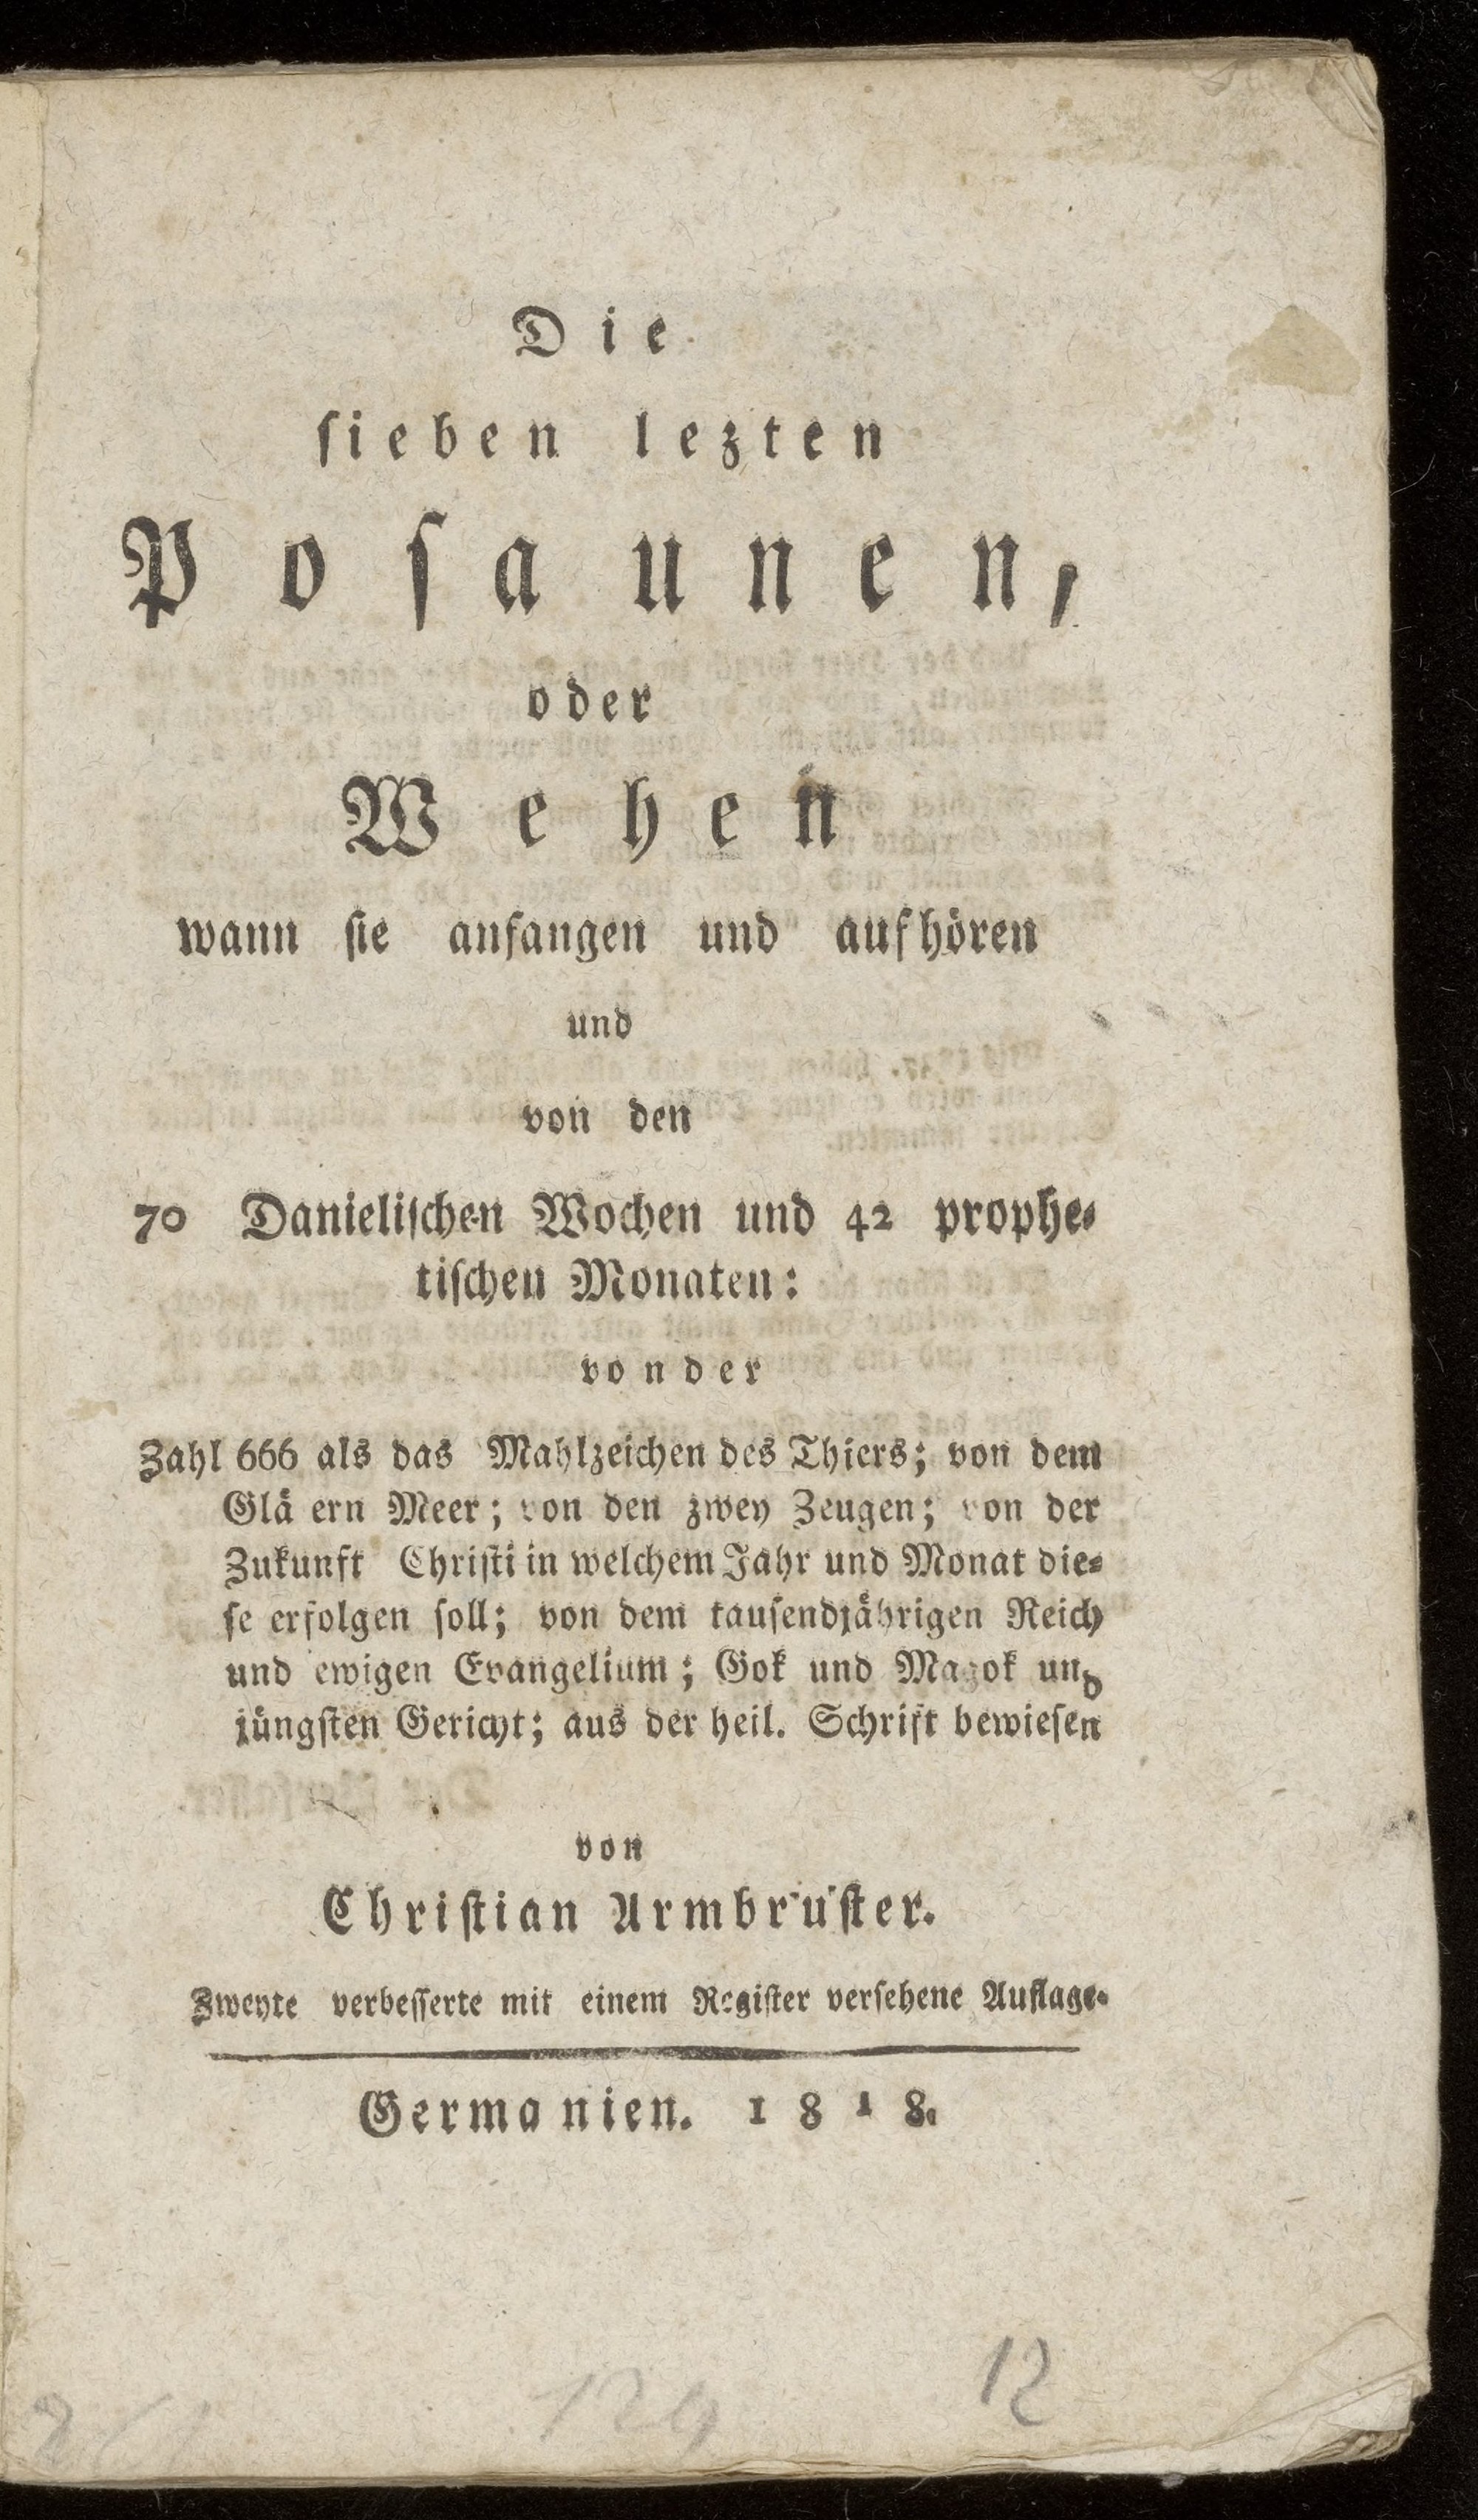 Die
ſieben lezten
Poſaunen,
oder
Wehen
wann ſie anfangen und aufhören
und
von den
70 Danieliſchen Wochen und 42 prophe⸗
tiſchen Monaten:
von der
Zahl 666 als das Mahlzeichen des Thiers; von dem
Glä ern Meer; von den zwey Zeugen; von der
Zukunft Chriſti in welchem Jahr und Monat die⸗
ſe erfolgen ſoll; von dem tauſendjährigen Reich
und ewigen Evangelium; Gok und Magok und
jüngſten Gericht; aus der heil. Schrift bewieſen
von
Chriſtian Armbruſter.
Zweyte verbeſſerte mit einem Regiſter verſehene Auflage.
Germanien. 1818.
12
129